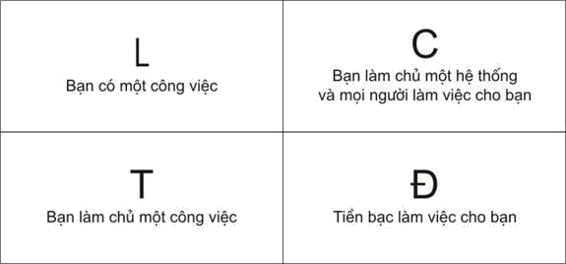 L
Bạn có một công việc
C
Bạn làm chủ một hệ thống
và mọi người làm việc cho bạn
T
Bạn làm chủ một công việc
Đ
Tiền bạc làm việc cho bạn